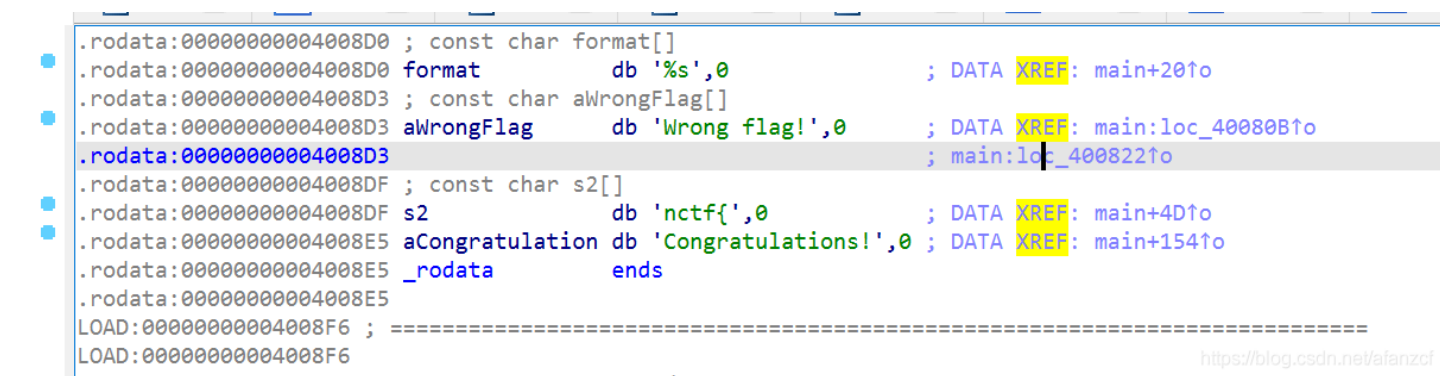 .rodata:00000000004008D0 ; const char format[]
.rodata:00000000004008D0 format db '%s',0 ; DATA XREF: main+20↑o
.rodata:00000000004008D3 ; const char aWrongFlag[]
.rodata:00000000004008D3 aWrongFlag db 'Wrong flag!',0 ; DATA XREF: main:loc_40080B↑o
.rodata:00000000004008D3 ; main:loc_400822↑o
.rodata:00000000004008DF ; const char s2[]
.rodata:00000000004008DF s2 db 'nctf{',0 ; DATA XREF: main+4D↑o
.rodata:00000000004008E5 aCongratulation db 'Congratulations!',0 ; DATA XREF: main+154↑o
.rodata:00000000004008E5 _rodata ends
.rodata:00000000004008E5
LOAD:00000000004008F6 ; ===========================================================================
LOAD:00000000004008F6
https://blog.csdn.net/afanzcf